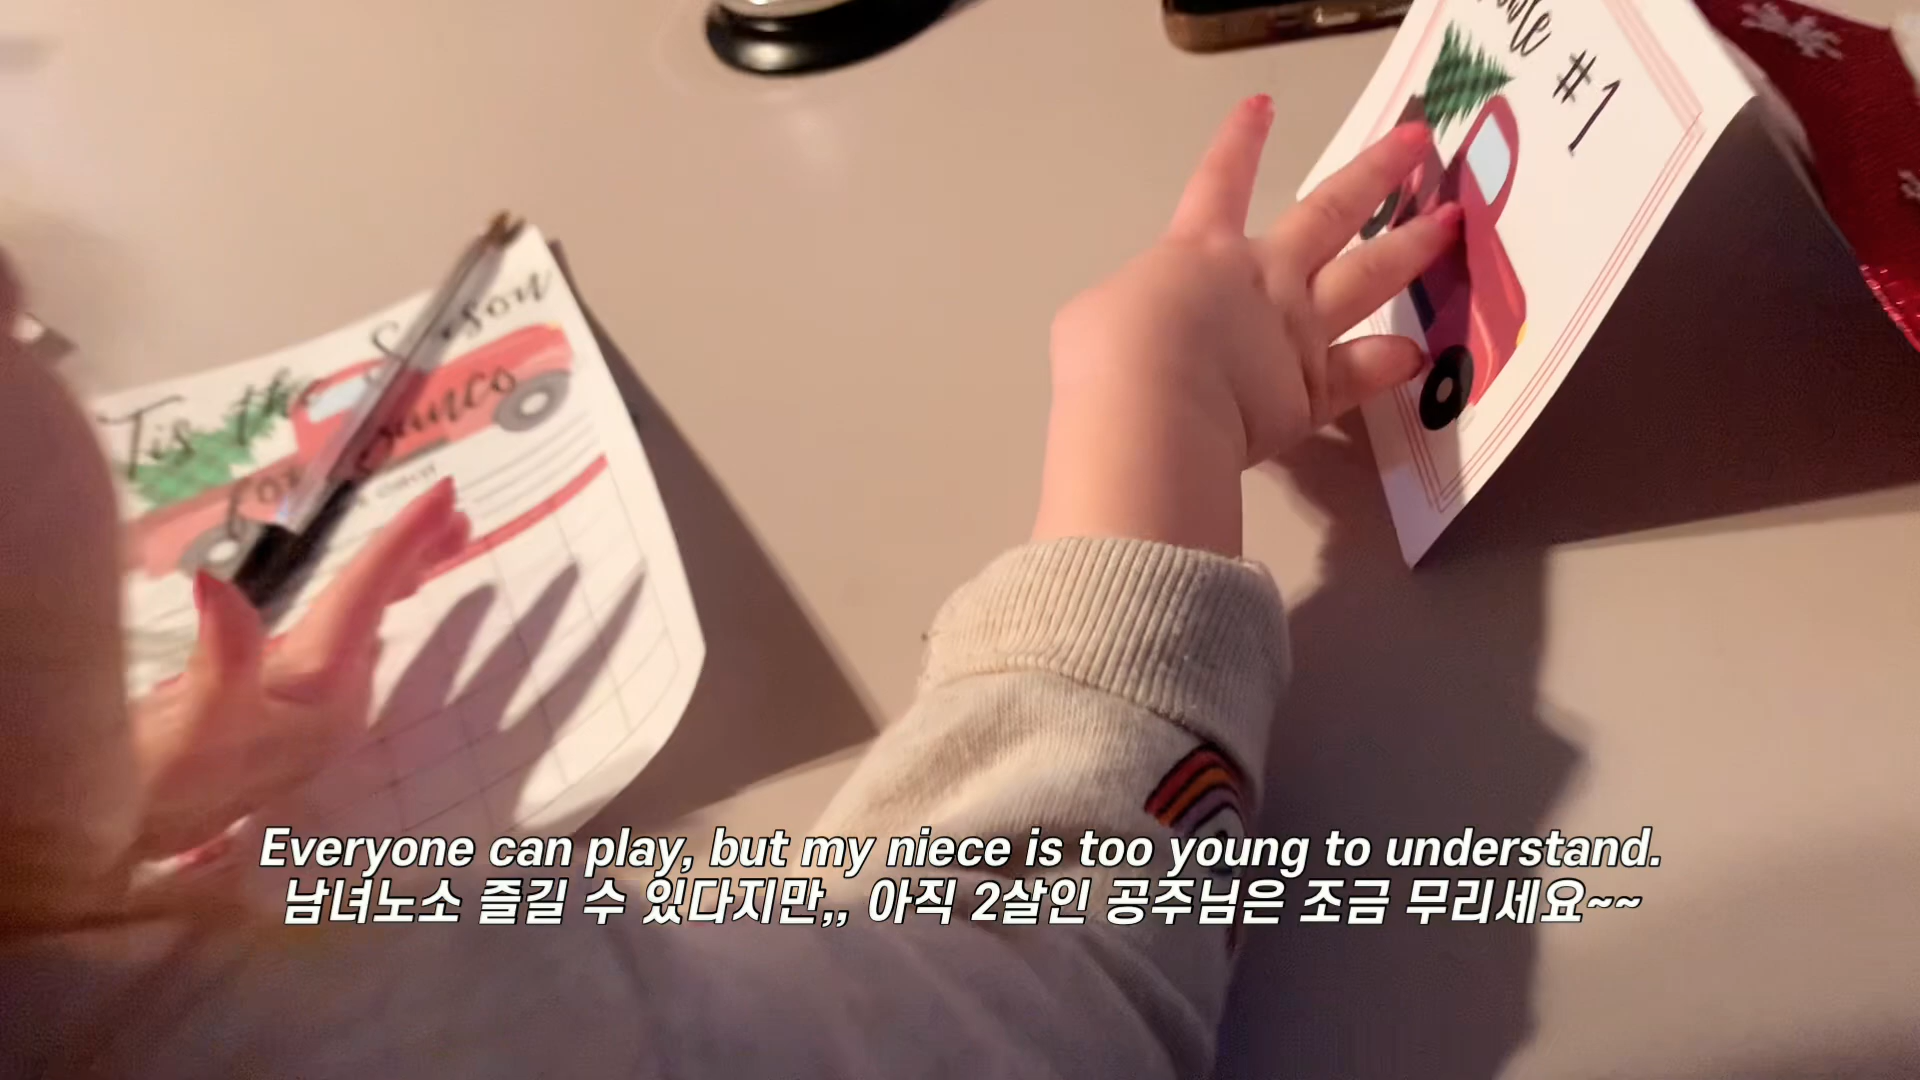 #1
Tis the Season
for Bunco
Everyone can play, but my niece is too young to understand.
남녀노소 즐길 수 있다지만,, 아직 2살인 공주님은 조금 무리세요~~